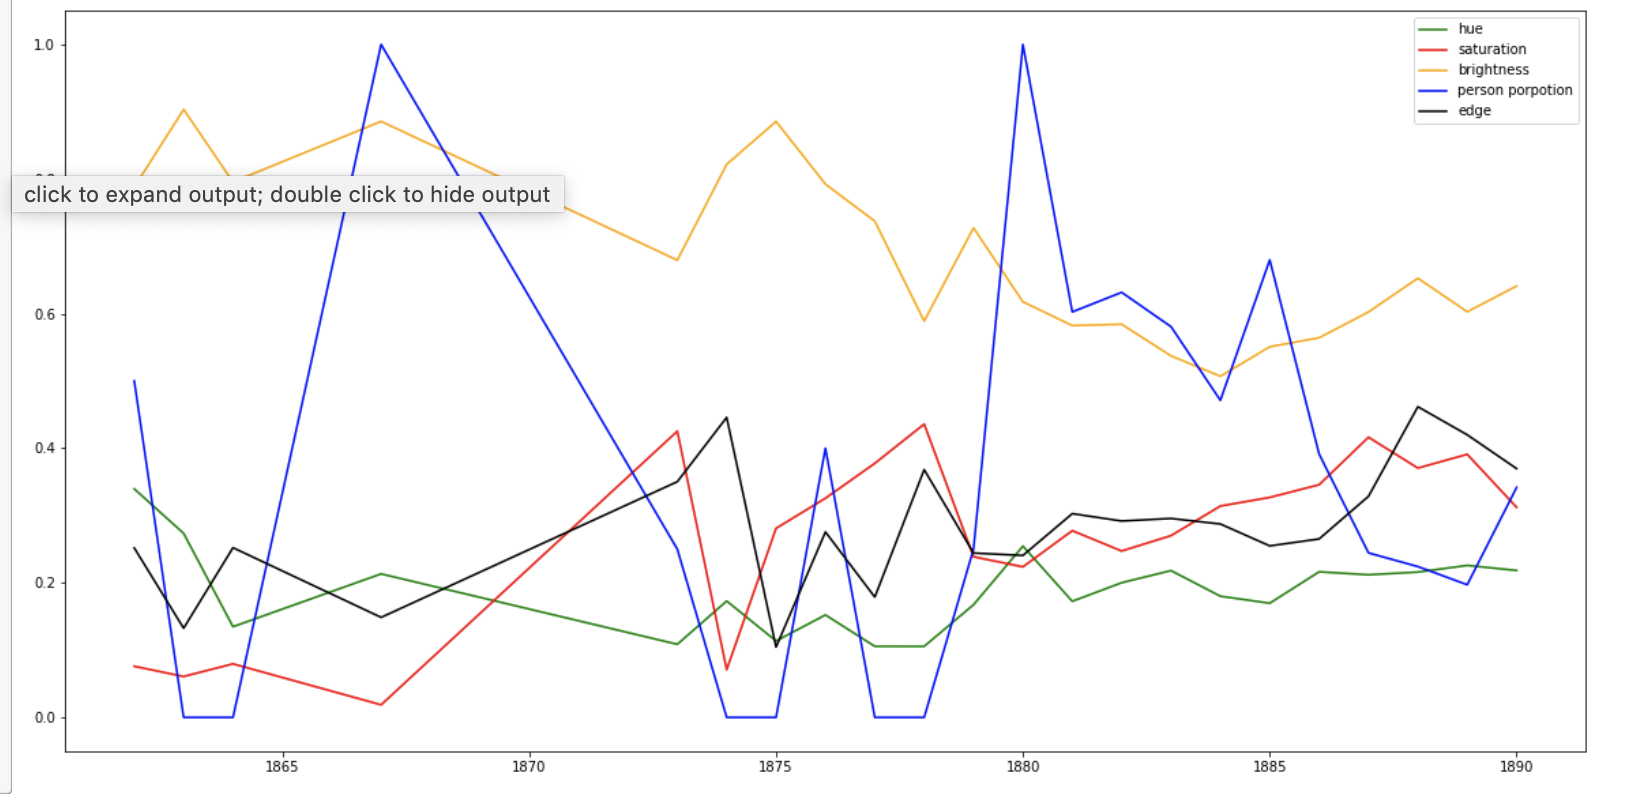 hue
saturation
brightness
person porpotion
edge
1.0
click to expand output; double click to hide output
0.6
0.4
0.2
0.0
1865 1870 1875 1880 1885 1890